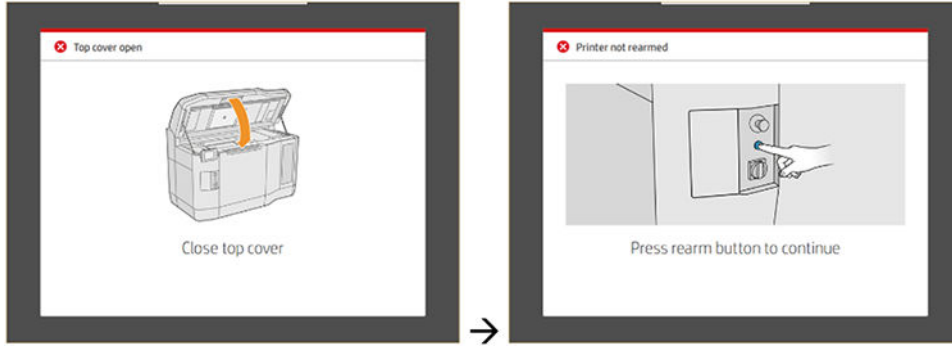 Top cover open
Close top cover
→
Printer not rearmed
Press rearm button to continue